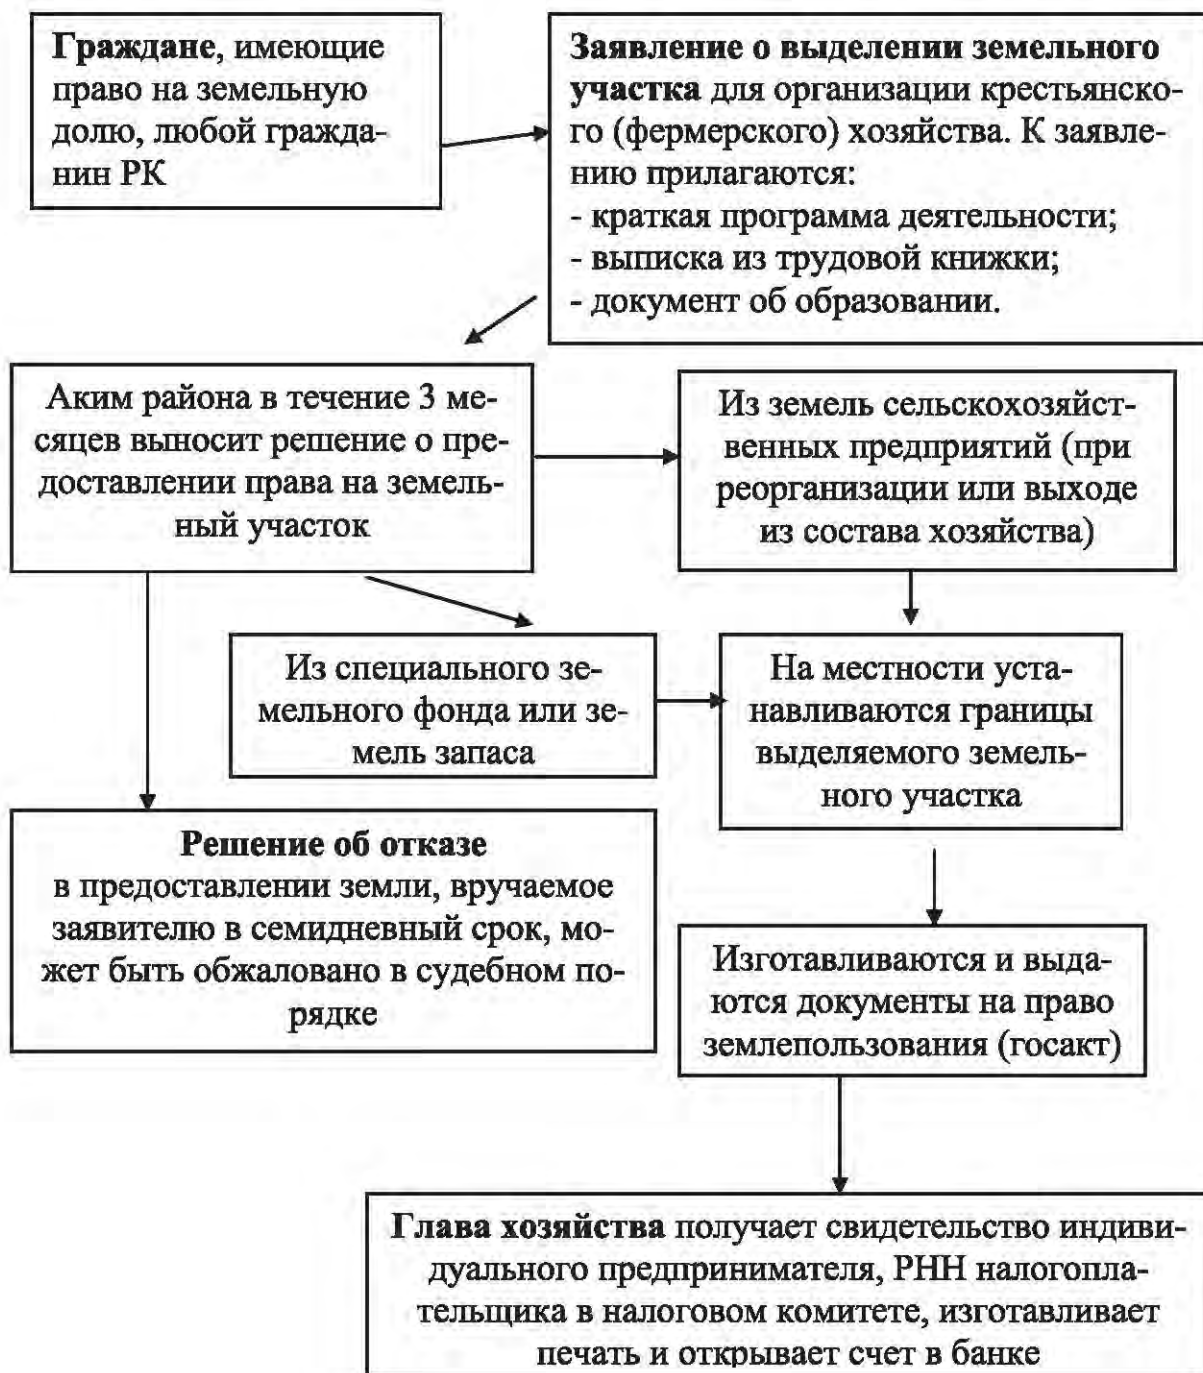 Граждане, имеющие
право на земельную
долю, любой гражда-
нин РК
Заявление о выделении земельного
участка для организации крестьянско-
го (фермерского) хозяйства. К заявле-
нию прилагаются:
- краткая программа деятельности;
- выписка из трудовой книжки;
- документ об образовании.
Аким района в течение 3 ме-
сяцев выносит решение о пре-
доставлении права на земель-
ный участок
Из земель сельскохозяйст-
венных предприятий (при
реорганизации или выходе
из состава хозяйства)
Из специального зе-
мельного фонда или зе-
мель запаса
На местности уста-
навливаются границы
выделяемого земель-
ного участка
Решение об отказе
в предоставлении земли, вручаемое
заявителю в семидневный срок, мо-
жет быть обжаловано в судебном по-
рядке
Изготавливаются и выда-
ются документы на право
землепользования (госакт)
Глава хозяйства получает свидетельство индиви-
дуального предпринимателя, РНН налогопла-
тельщика в налоговом комитете, изготавливает
печать и открывает счет в банке